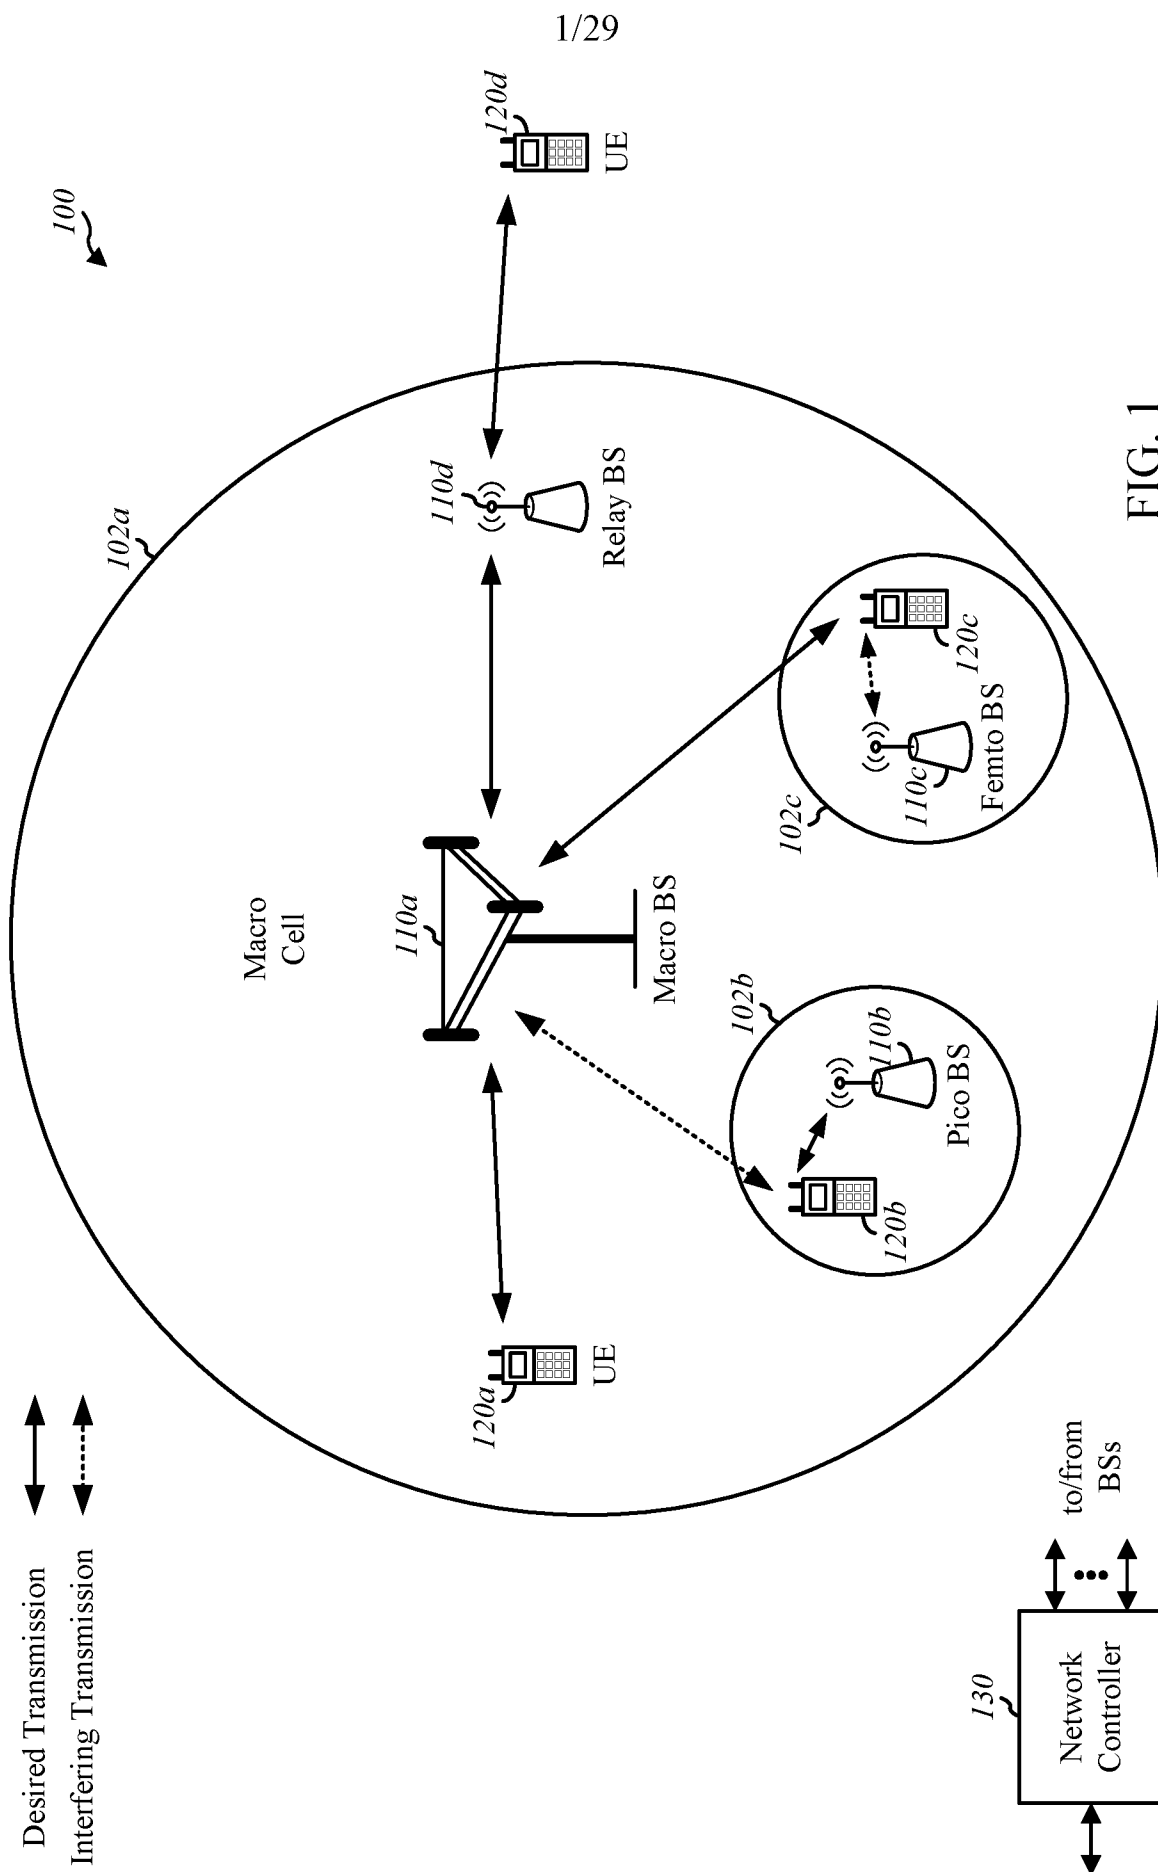 1/29
Desired Transmission
Interfering Transmission
100
102a
Macro
Cell
110a
Macro BS
120a
UE
110d
Relay BS
120d
UE
102b
110b
Pico BS
120b
102c
110c
Femto BS
120c
130
Network
Controller
to/from
BSs
FIG. 1